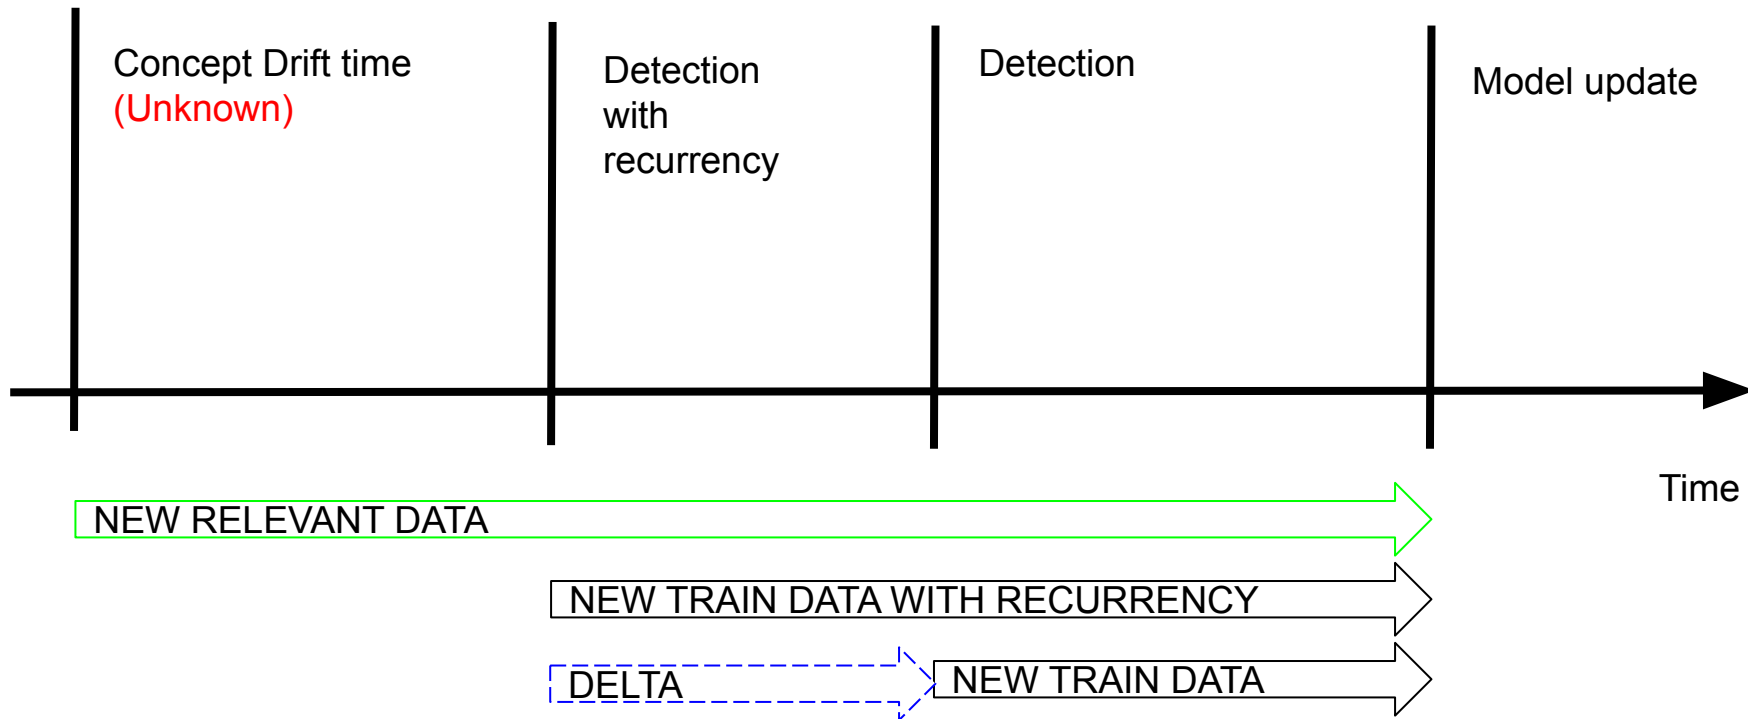 Concept Drift time
(Unknown)
Detection
with
recurrency
Detection
Model update
Time
NEW RELEVANT DATA
NEW TRAIN DATA WITH RECURRENCY
DELTA
NEW TRAIN DATA